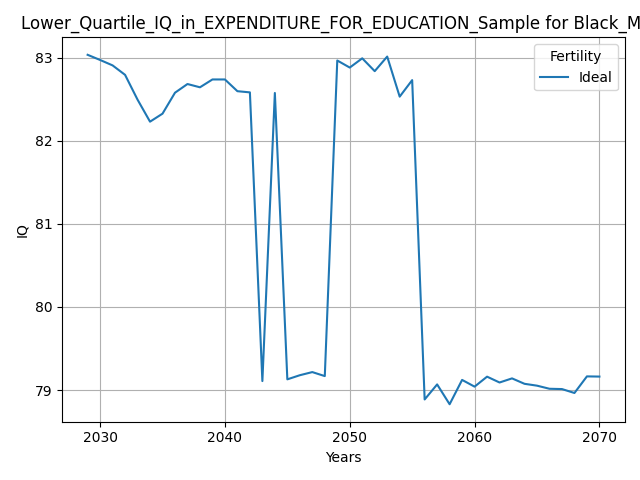 Lower_Quartile_IQ_in_EXPENDITURE_FOR_EDUCATION_Sample for Black_M
Fertility
Ideal
83
82
81
80
79
IQ
2030 2040 2050 2060 2070
Years